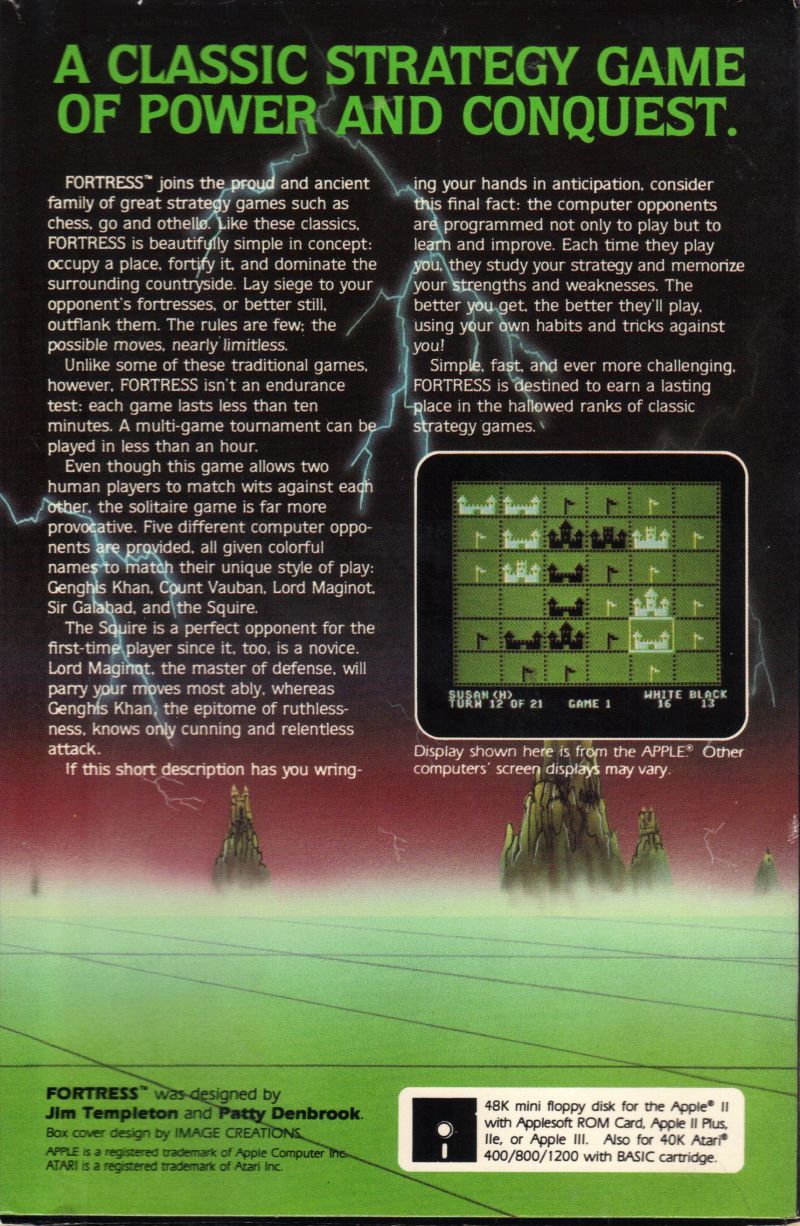 A CLASSIC STRATEGY GAME
OF POWER AND CONQUEST.
FORTRESS™ joins the proud and ancient
family of great strategy games such as
chess, go and othello. Like these classics,
FORTRESS is beautifully simple in concept:
occupy a place, fortify it, and dominate the
surrounding countryside. Lay siege to your
opponent's fortresses, or better still,
outflank them. The rules are few; the
possible moves, nearly limitless.
Unlike some of these traditional games,
however, FORTRESS isn't an endurance
test: each game lasts less than ten
minutes. A multi-game tournament can be
played in less than an hour.
Even though this game allows two
human players to match wits against each
other, the solitaire game is far more
provocative. Five different computer oppo-
nents are provided, all given colorful
names to match their unique style of play:
Genghis Khan, Count Vauban, Lord Maginot,
Sir Galahad, and the Squire.
The Squire is a perfect opponent for the
first-time player since it, too, is a novice.
Lord Maginot, the master of defense, will
parry your moves most ably, whereas
Genghis Khan, the epitome of ruthless-
ness, knows only cunning and relentless
attack.
If this short description has you wring-
ing your hands in anticipation, consider
this final fact: the computer opponents
are programmed not only to play but to
learn and improve. Each time they play
you, they study your strategy and memorize
your strengths and weaknesses. The
better you get, the better they'll play,
using your own habits and tricks against
you!
Simple, fast, and ever more challenging,
FORTRESS is destined to earn a lasting
place in the hallowed ranks of classic
strategy games.
SUSAN (H) WHITE BLACK
TURN 12 OF 21 GAME 1 16 13
Display shown here is from the APPLE.® Other
computers' screen displays may vary.
FORTRESS™ was designed by
Jim Templeton and Patty Denbrook.
Box cover design by IMAGE CREATIONS.
APPLE is a registered trademark of Apple Computer Inc.
ATARI is a registered trademark of Atari Inc.
48K mini floppy disk for the Apple® II
with Applesoft ROM Card, Apple II Plus,
IIe, or Apple III. Also for 40K Atari®
400/800/1200 with BASIC cartridge.